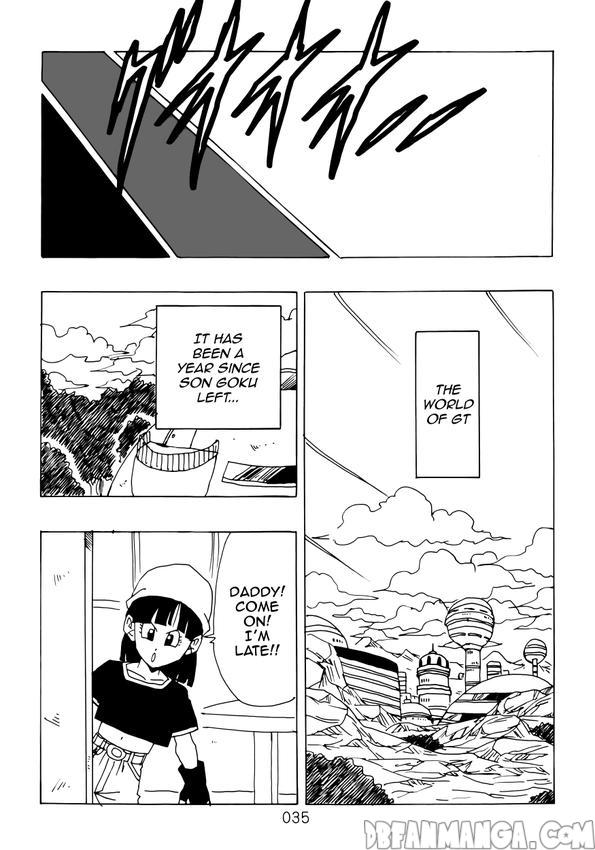 THE
WORLD
OF GT
IT HAS
BEEN A
YEAR SINCE
SON GOKU
LEFT...
DADDY!
COME
ON!
I'M
LATE!!
035
DBFANMANGA.COM